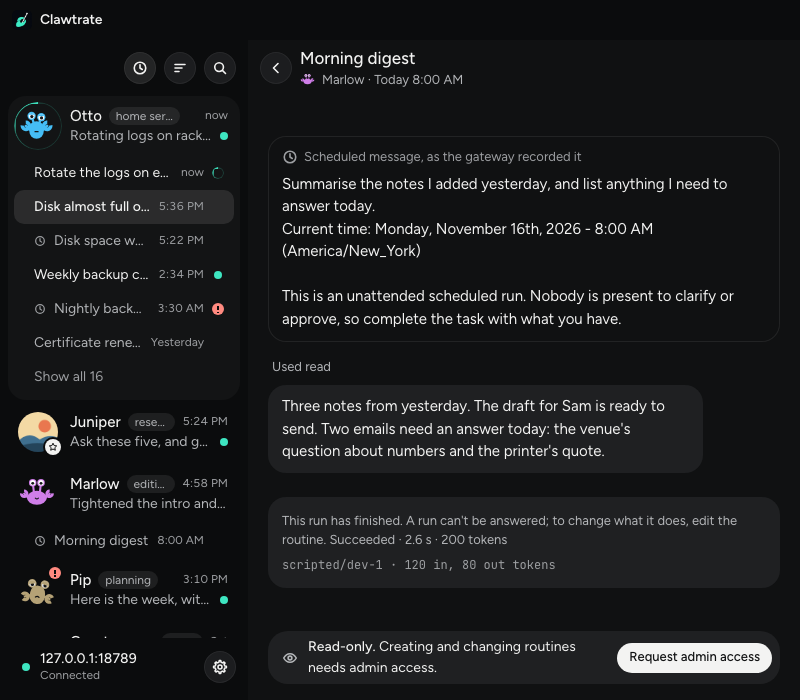 Clawtrate
Otto home ser... now
Rotating logs on rack...
Rotate the logs on e... now
Disk almost full o... 5:36 PM
Disk space w... 5:22 PM
Weekly backup c... 2:34 PM
Nightly back... 3:30 AM
Certificate rene... Yesterday
Show all 16
Juniper rese... 5:24 PM
Ask these five, and g...
Marlow editi... 4:58 PM
Tightened the intro and...
Morning digest 8:00 AM
Pip planning 3:10 PM
Here is the week, wit...
127.0.0.1:18789
Connected
Morning digest
Marlow · Today 8:00 AM
Scheduled message, as the gateway recorded it
Summarise the notes I added yesterday, and list anything I need to
answer today.
Current time: Monday, November 16th, 2026 - 8:00 AM
(America/New_York)
This is an unattended scheduled run. Nobody is present to clarify or
approve, so complete the task with what you have.
Used read
Three notes from yesterday. The draft for Sam is ready to
send. Two emails need an answer today: the venue's
question about numbers and the printer's quote.
This run has finished. A run can't be answered; to change what it does, edit the
routine. Succeeded · 2.6 s · 200 tokens
scripted/dev-1 · 120 in, 80 out tokens
Read-only. Creating and changing routines
needs admin access.
Request admin access